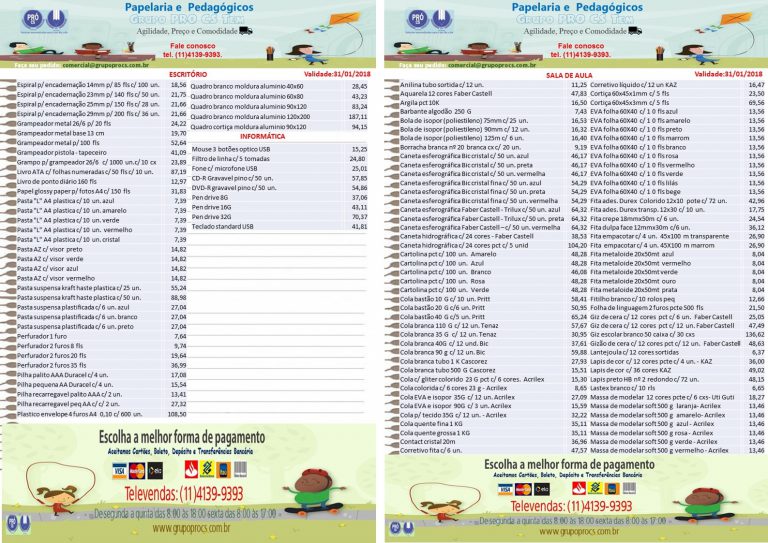 Papelaria e Pedagógicos
Grupo PRO CS Tem
Agilidade, Preço e Comodidade
Fale conosco
tel. (11)4139-9393.
Faça seu pedido: comercial@grupoprocs.com.br
ESCRITÓRIO Validade:31/01/2018
Espiral p/ encadernação 14mm p/ 85 fls c/ 100 un. 18,56
Espiral p/ encadernação 23mm p/ 140 fls c/ 50 un. 21,75
Espiral p/ encadernação 25mm p/ 150 fls c/ 28 un. 21,66
Espiral p/ encadernação 29mm p/ 200 fls c/ 36 un. 21,66
Grampeador metal 26/6 p/ 20 fls 24,22
Grampeador metal base 13 cm 19,70
Grampeador metal p/ 100 fls 52,64
Grampeador pistola - tapeceiro 41,09
Grampo p/ grampeador 26/6 c/ 1000 un.c/ 10 cx 23,89
Livro ATA c/ folhas numeradas c/ 50 fls c/ 10 un. 87,19
Livro de ponto diário 160 fls 12,97
Papel glossy paper p/ fotos A4 c/ 150 fls 31,83
Pasta "L" A4 plastica c/ 10 un. azul 7,39
Pasta "L" A4 plastica c/ 10 un. amarelo 7,39
Pasta "L" A4 plastica c/ 10 un. verde 7,39
Pasta "L" A4 plastica c/ 10 un. vermelho 7,39
Pasta "L" A4 plastica c/ 10 un. cristal 7,39
Pasta AZ c/ visor preto 14,82
Pasta AZ c/ visor verde 14,82
Pasta AZ c/ visor azul 14,82
Pasta AZ c/ visor vermelho 14,82
Pasta suspensa kraft haste plastica c/ 25 un. 55,24
Pasta suspensa kraft haste plastica c/ 50 un. 88,98
Pasta suspensa plastificada c/ 6 un. azul 27,04
Pasta suspensa plastificada c/ 6 un. branco 27,04
Pasta suspensa plastificada c/ 6 un. preto 27,04
Perfurador 1 furo 7,64
Perfurador 2 furos 8 fls 9,74
Perfurador 2 furos 20 fls 19,64
Perfurador 2 furos 35 fls 36,99
Pilha palito AAA Duracel c/ 4 un. 17,08
Pilha pequena AA Duracel c/ 4 un. 15,54
Pilha recarregavel palito AAA c/ 2 un. 13,41
Pilha recarregavel peq AA c/ c/ 2 un. 27,32
Plastico envelope 4 furos A4 0,10 c/ 600 un. 108,50
Quadro branco moldura aluminio 40x60 28,45
Quadro branco moldura aluminio 60x80 43,23
Quadro branco moldura aluminio 90x120 83,24
Quadro branco moldura aluminio 120x200 187,11
Quadro cortiça moldura aluminio 90x120 94,15
INFORMÁTICA
Mouse 3 botões optico USB 15,25
Filtro de linha c/ 5 tomadas 24,80
Fone c/ microfone USB 25,01
CD-R Gravavel pino c/ 50 un. 57,85
DVD-R gravavel pino c/ 50 un. 54,86
Pen drive 8G 37,06
Pen drive 16G 43,11
Pen drive 32G 70,37
Teclado standard USB 41,81
Escolha a melhor forma de pagamento
Aceitamos Cartões, Boleto, Depósito e Transferências Bancária
Televendas: (11)4139-9393
De segunda a quinta das 8:00 às 18:00 sexta das 8:00 às 17:00
www.grupoprocs.com.br
Papelaria e Pedagógicos
Grupo PRO CS Tem
Agilidade, Preço e Comodidade
Fale conosco
tel. (11)4139-9393.
Faça seu pedido: comercial@grupoprocs.com.br
SALA DE AULA Validade:31/01/2018
Anilina tubo sortidas c/ 12 un. 11,25
Aquarela 12 cores Faber Castell 47,83
Argila pct 10K 16,50
Barbante algodão 250 G 7,43
Bola de isopor (poliestileno) 75mm c/ 25 un. 16,53
Bola de isopor (poliestileno) 90mm c/ 12 un. 16,32
Bola de isopor (poliestileno) 125m c/ 6 un. 16,40
Borracha branca nº 20 branca cx c/ 20 un. 9,19
Caneta esferográfica Bic cristal c/ 50 un. azul 54,29
Caneta esferográfica Bic cristal c/ 50 un. preta 54,29
Caneta esferográfica Bic cristal c/ 50 un. vermelha 54,29
Caneta esferográfica Bic cristal fina c/ 50 un. azul 54,29
Caneta esferográfica Bic cristal fina c/ 50 un. preta 54,29
Caneta esferográfica Bic cristal fina c/ 50 un. vermelha 54,29
Caneta esferográfica Faber Castell - Trilux c/ 50 un. azul 54,29
Caneta esferográfica Faber Castell - Trilux c/ 50 un. preta 64,32
Caneta esferográfica Faber Castell – c/ 50 un. vermelha 64,32
Caneta hidrográfica c/ 24 cores - Faber Castell 38,53
Caneta hidrográfica c/ 24 cores pct c/ 5 unid 104,20
Cartolina pct c/ 100 un. Amarelo 48,28
Cartolina pct c/ 100 un. Azul 48,28
Cartolina pct c/ 100 un. Branco 46,08
Cartolina pct c/ 100 un. Rosa 48,28
Cartolina pct c/ 100 un. Verde 48,28
Cola bastão 10 G c/ 10 un. Pritt 58,41
Cola bastão 20 G c/ 6 un. Pritt 50,95
Cola bastão 40 G c/5 un. Pritt 65,24
Cola branca 110 G c/ 12 un. Tenaz 57,67
Cola branca 35 G c/ 12 un. Tenaz 30,95
Cola branca 40G c/ 12 und. Bic 37,61
Cola branca 90 g c/ 12 un. Bic 59,88
Cola branca tubo 1 K Cascorez 27,93
Cola branca tubo 500 G Cascorez 15,51
Cola c/ gliter colorido 23 G pct c/ 6 cores. Acrilex 15,30
Cola colorida c/ 6 cores 23 g - Acrilex 8,65
Cola EVA e isopor 35G c/ 12 un. - Acrilex 27,09
Cola EVA e isopor 90G c/ 3 un. - Acrilex 15,59
Cola p/ tecido 35G c/ 12 un. - Acrilex 32,22
Cola quente fina 1 KG 35,11
Cola quente grossa 1 KG 35,11
Contact cristal 20m 36,96
Corretivo fita c/ 6 un. 47,57
Corretivo líquido c/ 12 un KAZ 16,47
Cortiça 60x45x1mm c/ 5 fls 23,50
Cortiça 60x45x3mm c/ 5 fls 69,56
EVA folha 60X40 c/ 1 0 fls azul 13,56
EVA folha 60X40 c/ 1 0 fls amarelo 13,56
EVA folha 60X40 c/ 1 0 fls preto 13,56
EVA folha 60X40 c/ 1 0 fls marrom 13,56
EVA folha 60X40 c/ 1 0 fls branco 13,56
EVA folha 60X40 c/ 1 0 fls rosa 13,56
EVA folha 60X40 c/ 1 0 fls vermelho 13,56
EVA folha 60X40 c/ 1 0 fls verde 13,56
EVA folha 60X40 c/ 1 0 fls lilás 13,56
EVA folha 60X40 c/ 1 0 fls bege 13,56
Fita ades. Durex Colorido 12x10 pote c/ 72 un. 42,96
Fita ades. Durex transp. 12x30 c/ 10 un. 17,75
Fita crepe 18mmx50m c/ 6 un. 24,54
Fita dulpa face 12mmx30m c/6 un. 36,12
Fita empacotar c/ 4 un. 45x100 m transparente 26,90
Fita empacotar c/ 4 un. 45X100 m marrom 26,90
Fita metaloide 20x50mt azul 8,04
Fita metaloide 20x50mt vermelho 8,04
Fita metaloide 20x50mt verde 8,04
Fita metaloide 20x50mt ouro 8,04
Fita metaloide 20x50mt prata 8,04
Fitilho branco c/ 10 rolos peq 12,66
Folha de linguagem 2 furos pcte 500 fls 21,50
Giz de cera c/ 12 cores pct c/ 6 un. Faber Castell 25,05
Giz de cera c/ 12 cores pct c/ 12 un. Faber Castell 47,49
Giz escolar branco 50 caixa c/ 30 cxs 136,62
Gizão de cera c/ 12 cores pct c/ 12 un. Faber Castell 48,63
Lantejoula c/ 12 cores sortidas 6,37
Lapis de cor c/ 12 cores pcte c/ 4 un. - KAZ 36,00
Lapis de cor c/ 36 cores KAZ 49,02
Lapis preto HB nº 2 redondo c/ 72 un. 48,15
Latex branco c/ 10 rls 6,65
Massa de modelar 12 cores pcte c/ 6 cxs- Uti Guti 18,27
Massa de modelar soft 500 g laranja- Acrilex 13,46
Massa de modelar soft 500 g amarelo- Acrilex 13,46
Massa de modelar soft 500 g azul - Acrilex 13,46
Massa de modelar soft 500 g rosa - Acrilex 13,46
Massa de modelar soft 500 g verde - Acrilex 13,46
Massa de modelar soft 500 g vermelho - Acrilex 13,46
Escolha a melhor forma de pagamento
Aceitamos Cartões, Boleto, Depósito e Transferências Bancária
Televendas: (11)4139-9393
De segunda a quinta das 8:00 às 18:00 sexta das 8:00 às 17:00
www.grupoprocs.com.br